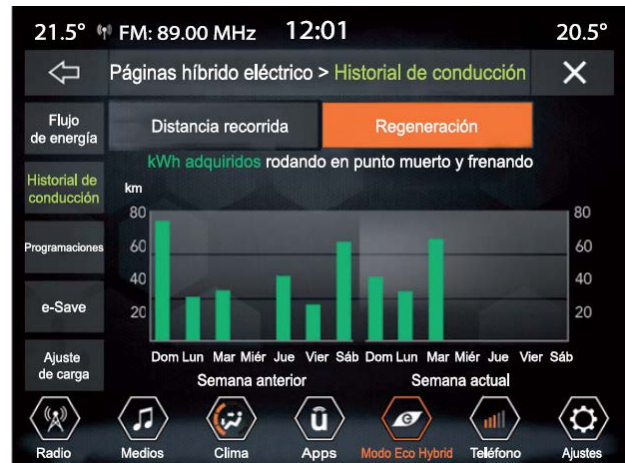 21.5° FM: 89.00 MHz 12:01 20.5°
Páginas híbrido eléctrico > Historial de conducción
Flujo
de energía
Historial de
conducción
Programaciones
e-Save
Ajuste
de carga
Distancia recorrida Regeneración
kWh adquiridos rodando en punto muerto y frenando
km
80 80
60 60
40 40
20 20
Dom Lun Mar Miér Jue Vier Sáb Dom Lun Mar Miér Jue Vier Sáb
Semana anterior Semana actual
Radio Medios Clima Apps Modo Eco Hybrid Teléfono Ajustes